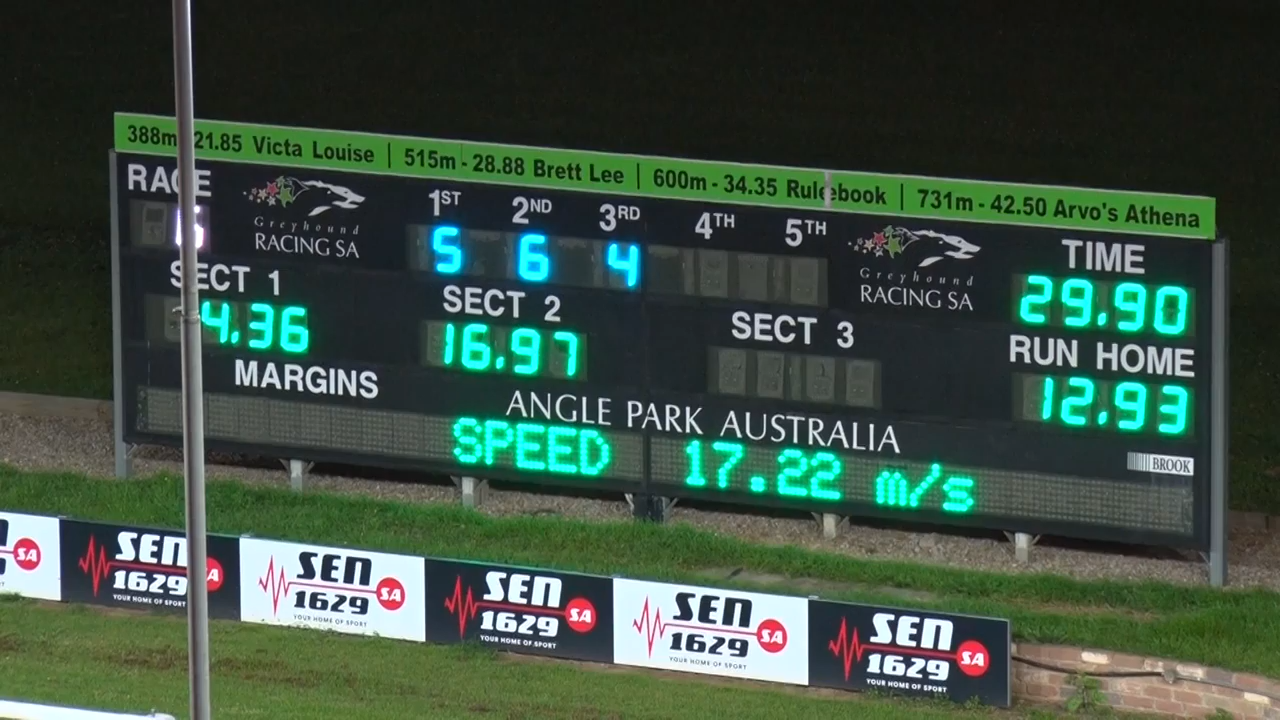 388m 21.85 Victa Louise | 515m - 28.88 Brett Lee | 600m - 34.35 Rulebook | 731m - 42.50 Arvo's Athena
RACE
Greyhound
RACING SA
1ST 2ND 3RD 4TH 5TH
5 6 4
Greyhound
RACING SA
TIME
29.90
SECT 1
4.36
SECT 2
16.97
SECT 3
RUN HOME
12.93
MARGINS
ANGLE PARK AUSTRALIA
SPEED 17.22 m/s
BROOK
SA
SEN
1629
YOUR HOME OF SPORT
SEN
1629
SA
YOUR HOME OF SPORT
SEN
1629
SA
YOUR HOME OF SPORT
SEN
1629
SA
YOUR HOME OF SPORT
SEN
1629
SA
YOUR HOME OF SPORT